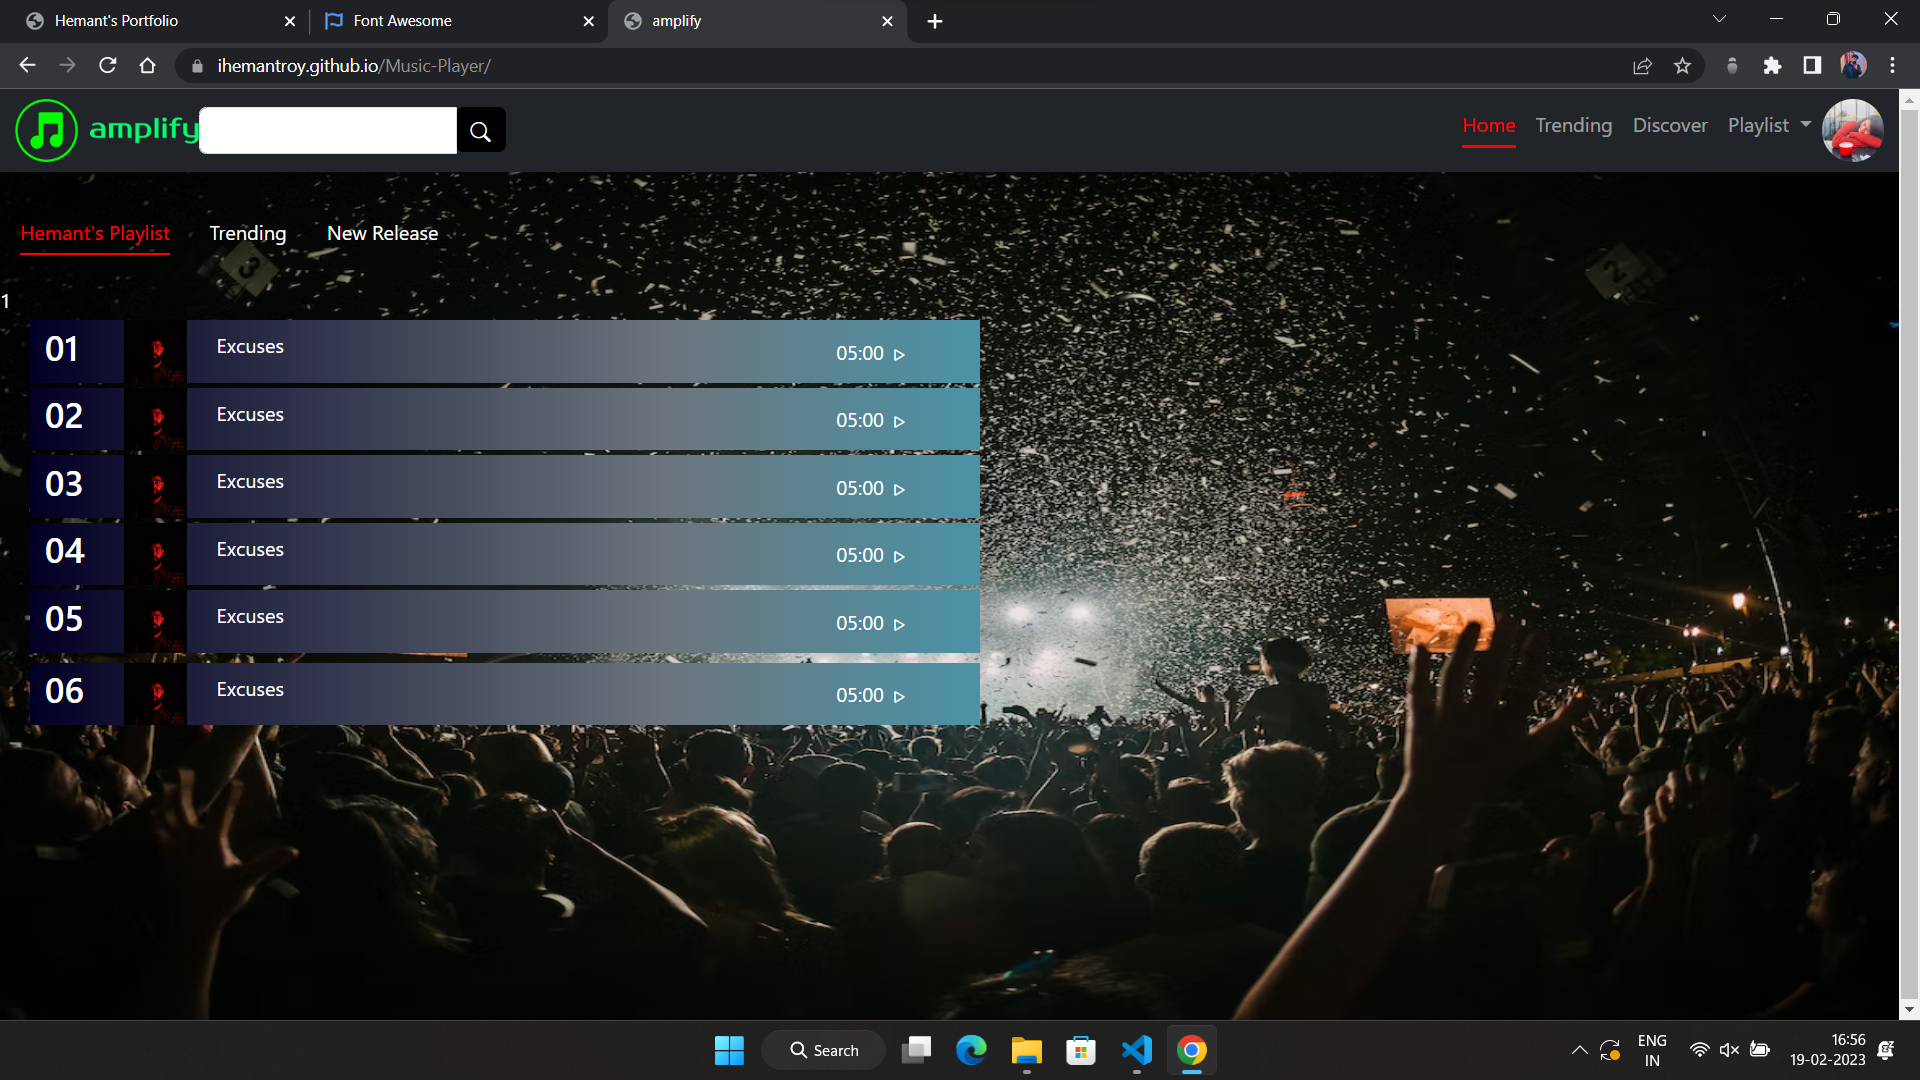 Hemant's Portfolio
Font Awesome
amplify
ihemantroy.github.io/Music-Player/
amplify
Home Trending Discover Playlist
Hemant's Playlist Trending New Release
3
2
1
01 Excuses 05:00
02 Excuses 05:00
03 Excuses 05:00
04 Excuses 05:00
05 Excuses 05:00
06 Excuses 05:00
Search
ENG
IN
16:56
19-02-2023